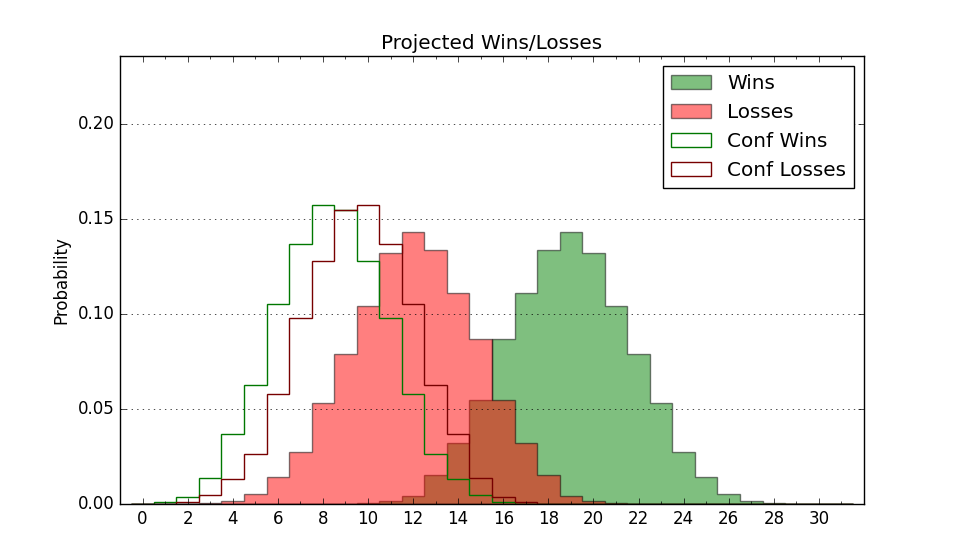 Projected Wins/Losses
Wins
Losses
Conf Wins
Conf Losses
Probability
0.20
0.15
0.10
0.05
0.00
0 2 4 6 8 10 12 14 16 18 20 22 24 26 28 30